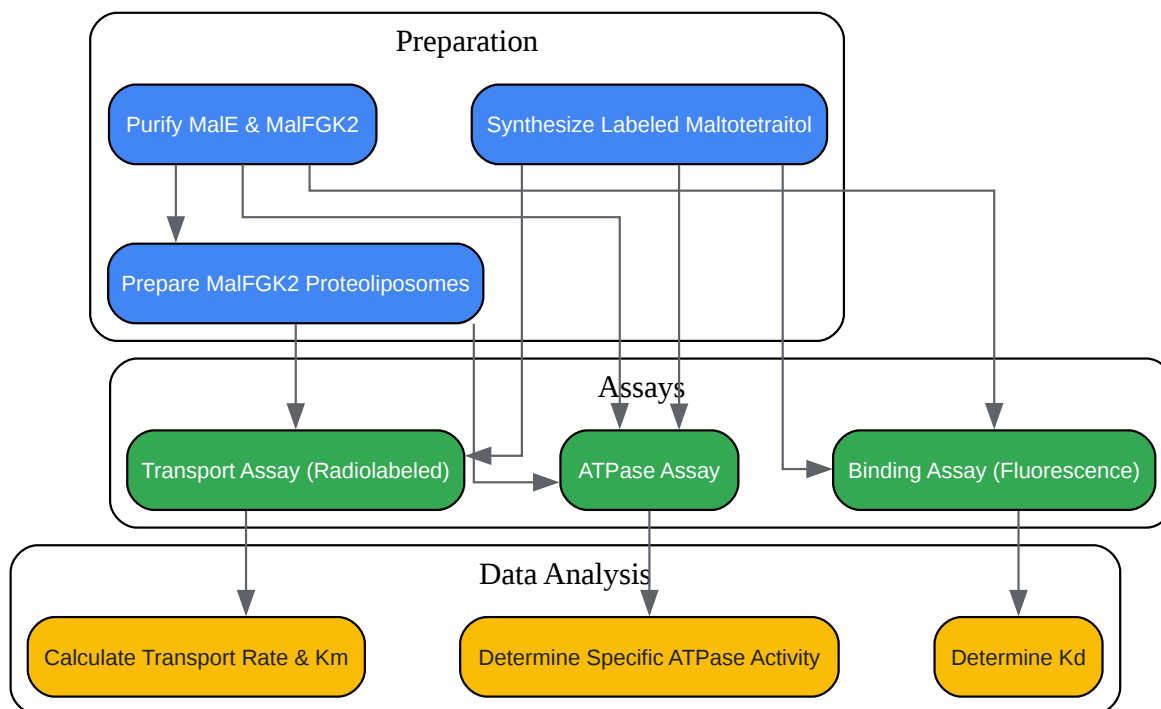 Preparation
Purify MalE & MalFGK2
Synthesize Labeled Maltotetraitol
Prepare MalFGK2 Proteoliposomes
Assays
Transport Assay (Radiolabeled)
ATPase Assay
Binding Assay (Fluorescence)
Data Analysis
Calculate Transport Rate & Km
Determine Specific ATPase Activity
Determine Kd